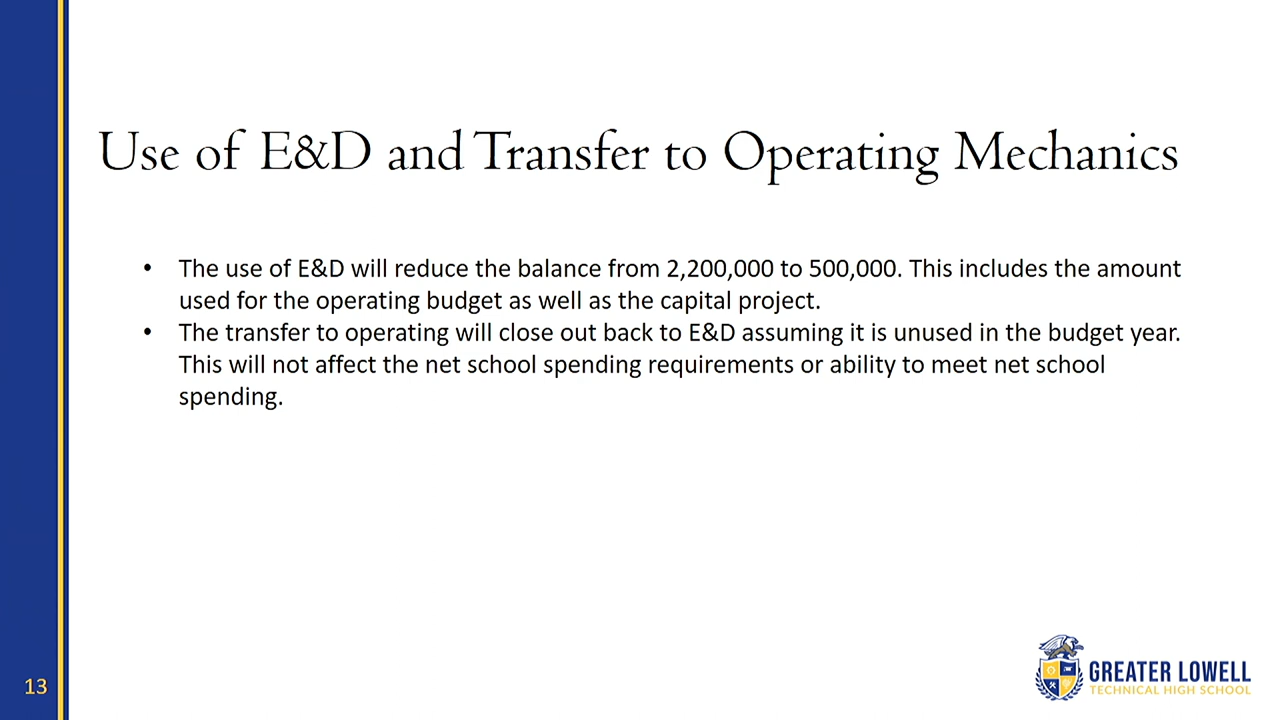 Use of E&D and Transfer to Operating Mechanics
• The use of E&D will reduce the balance from 2,200,000 to 500,000. This includes the amount
used for the operating budget as well as the capital project.
• The transfer to operating will close out back to E&D assuming it is unused in the budget year.
This will not affect the net school spending requirements or ability to meet net school
spending.
13
GREATER LOWELL
TECHNICAL HIGH SCHOOL